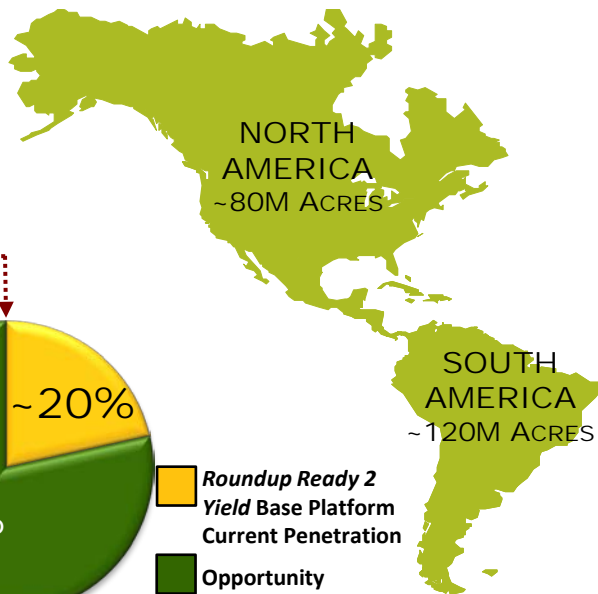 NORTH
AMERICA
~80M ACRES
~20%
SOUTH
AMERICA
~120M ACRES
Roundup Ready 2
Yield Base Platform
Current Penetration
Opportunity